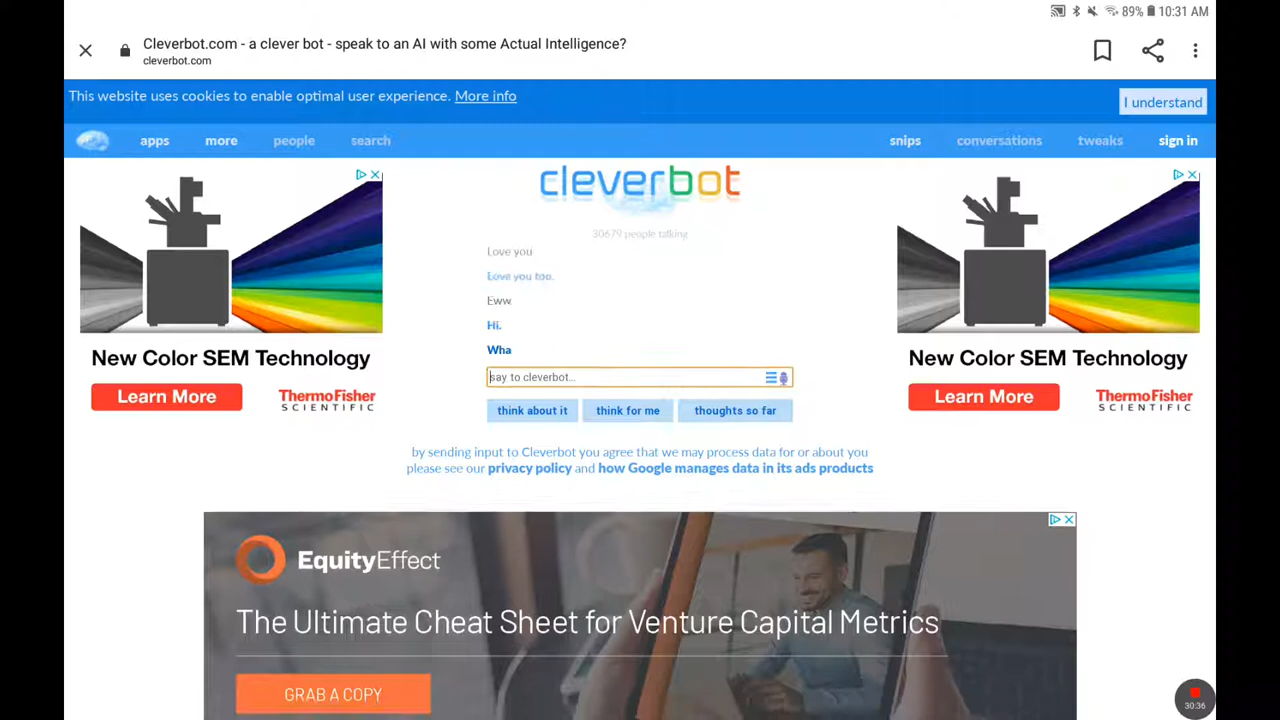 89% 10:31 AM
Cleverbot.com - a clever bot - speak to an AI with some Actual Intelligence?
cleverbot.com
This website uses cookies to enable optimal user experience. More info
I understand
apps more people search snips conversations tweaks sign in
cleverbot
30679 people talking
Love you
Love you too.
Eww
Hi.
Wha
say to cleverbot...
think about it think for me thoughts so far
by sending input to Cleverbot you agree that we may process data for or about you
please see our privacy policy and how Google manages data in its ads products
New Color SEM Technology
Learn More
ThermoFisher
SCIENTIFIC
New Color SEM Technology
Learn More
ThermoFisher
SCIENTIFIC
EquityEffect
The Ultimate Cheat Sheet for Venture Capital Metrics
GRAB A COPY
30:36